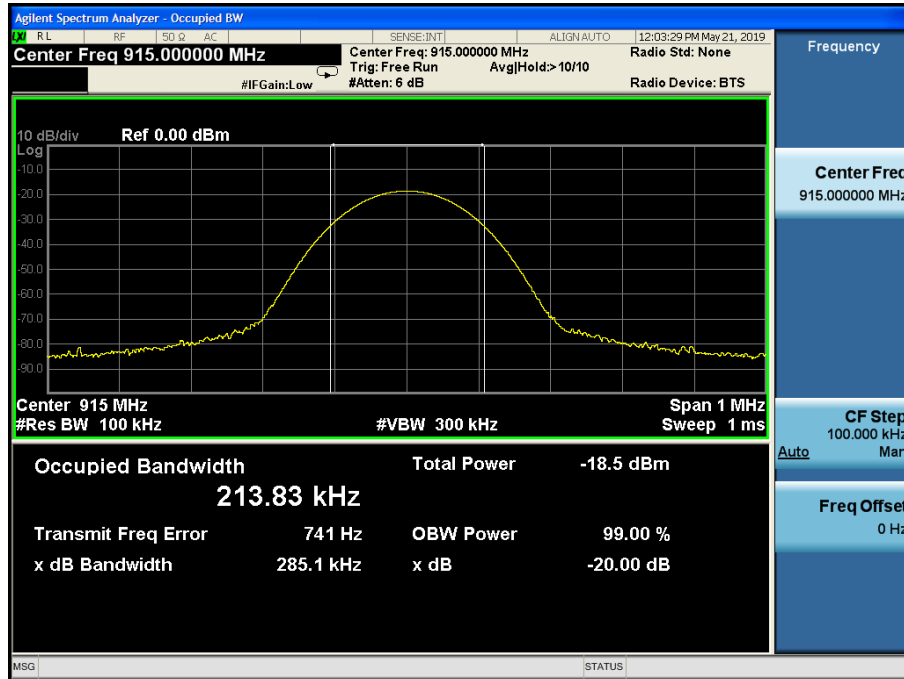 Agilent Spectrum Analyzer - Occupied BW
LXI RL RF 50 Ω AC SENSE:INT ALIGN AUTO 12:03:29 PM May 21, 2019
Center Freq 915.000000 MHz
Center Freq: 915.000000 MHz Radio Std: None
Trig: Free Run Avg|Hold:>10/10
#IFGain:Low #Atten: 6 dB Radio Device: BTS
10 dB/div Ref 0.00 dBm
Log
-10.0
-20.0
-30.0
-40.0
-50.0
-60.0
-70.0
-80.0
-90.0
Center 915 MHz Span 1 MHz
#Res BW 100 kHz #VBW 300 kHz Sweep 1 ms
Occupied Bandwidth Total Power -18.5 dBm
213.83 kHz
Transmit Freq Error 741 Hz OBW Power 99.00 %
x dB Bandwidth 285.1 kHz x dB -20.00 dB
MSG STATUS
Frequency
Center Freq
915.000000 MHz
CF Step
100.000 kHz
Auto Man
Freq Offset
0 Hz